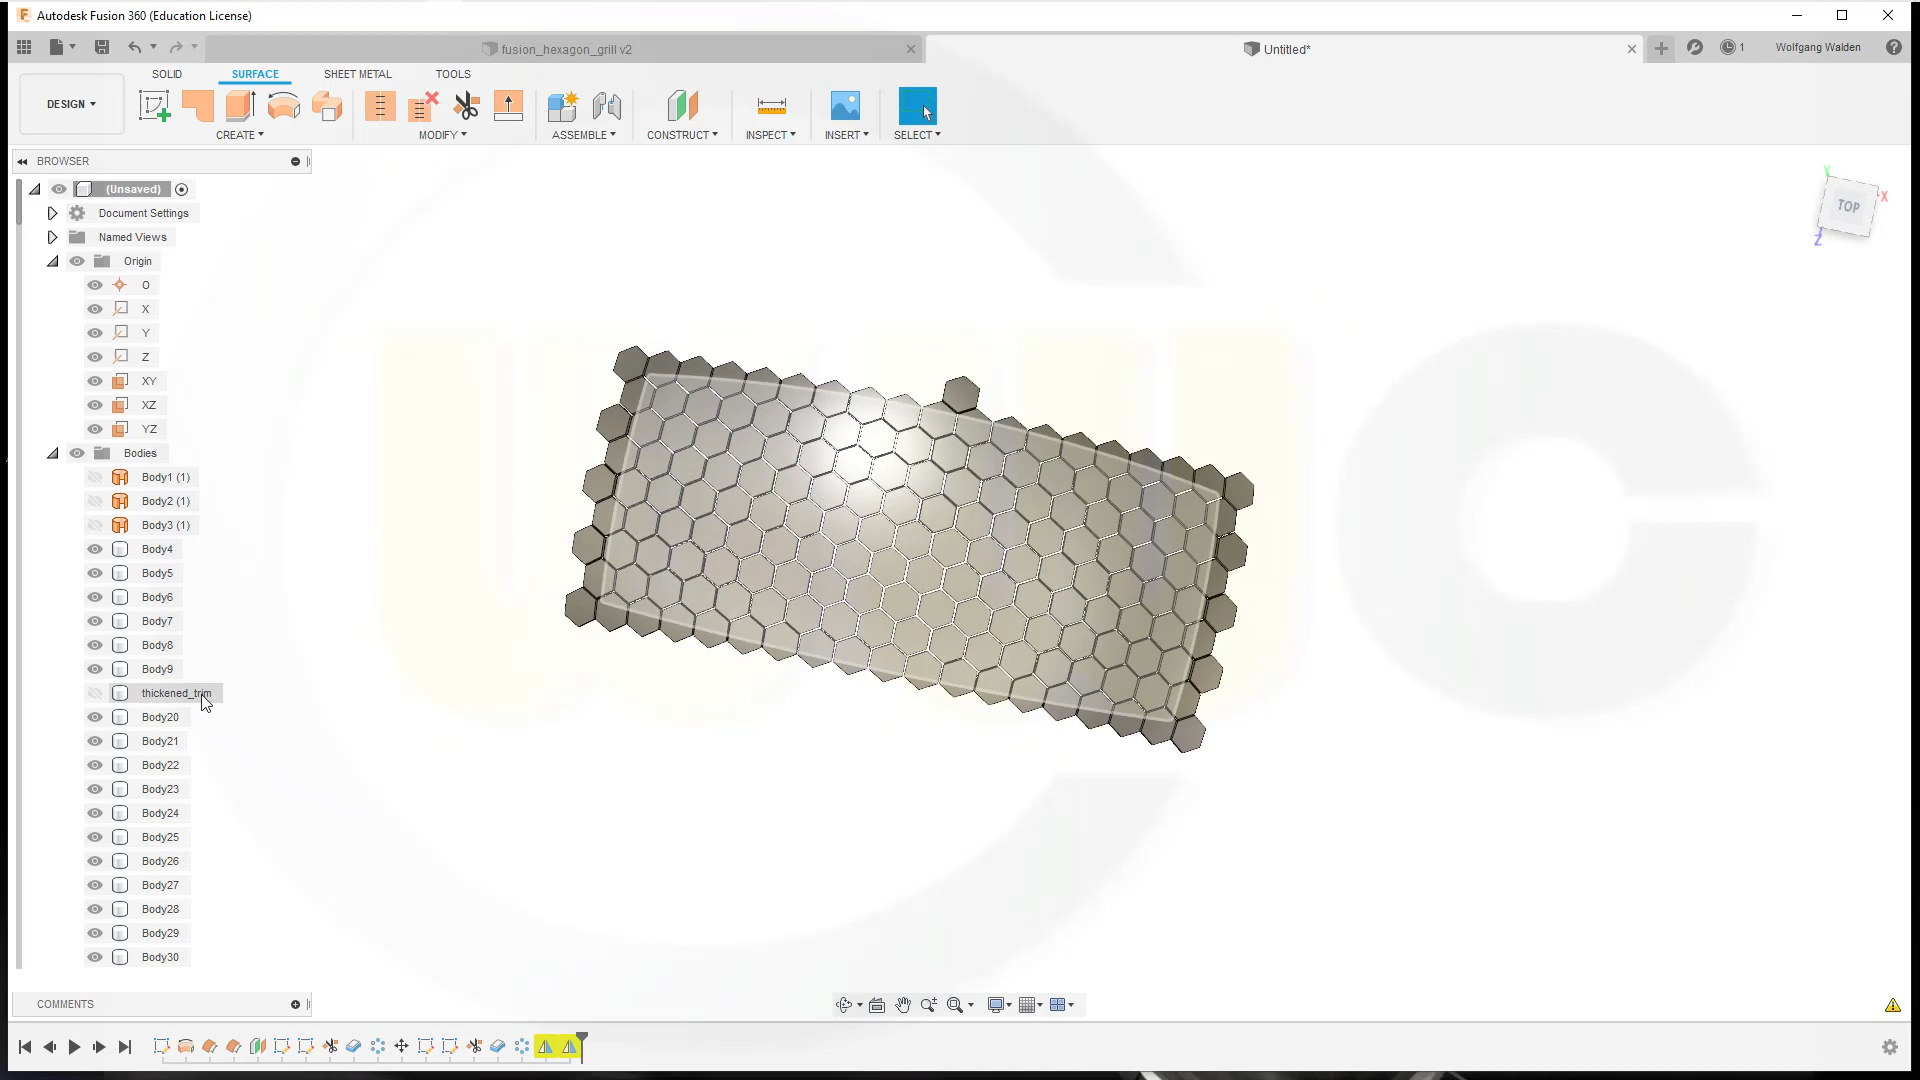 Autodesk Fusion 360 (Education License)
fusion_hexagon_grill v2
Untitled*
1
Wolfgang Walden
SOLID
SURFACE
SHEET METAL
TOOLS
DESIGN
CREATE
MODIFY
ASSEMBLE
CONSTRUCT
INSPECT
INSERT
SELECT
BROWSER
(Unsaved)
Document Settings
Named Views
Origin
O
X
Y
Z
XY
XZ
YZ
Bodies
Body1 (1)
Body2 (1)
Body3 (1)
Body4
Body5
Body6
Body7
Body8
Body9
thickened_trim
Body20
Body21
Body22
Body23
Body24
Body25
Body26
Body27
Body28
Body29
Body30
Y
X
TOP
Z
COMMENTS